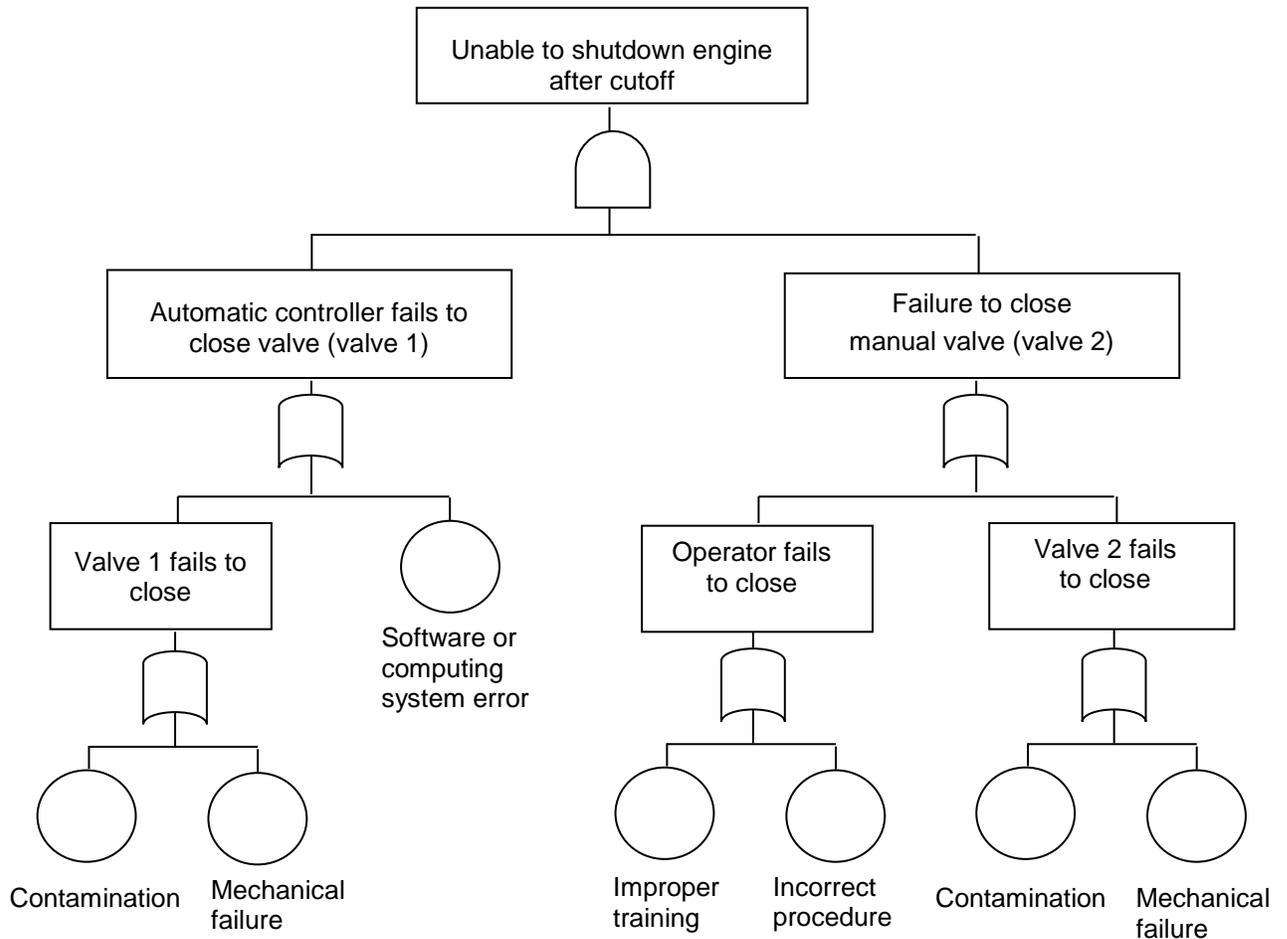 Unable to shutdown engine
after cutoff
Automatic controller fails to
close valve (valve 1)
Failure to close
manual valve (valve 2)
Valve 1 fails to
close
Software or
computing
system error
Operator fails
to close
Valve 2 fails
to close
Contamination
Mechanical
failure
Improper
training
Incorrect
procedure
Contamination
Mechanical
failure